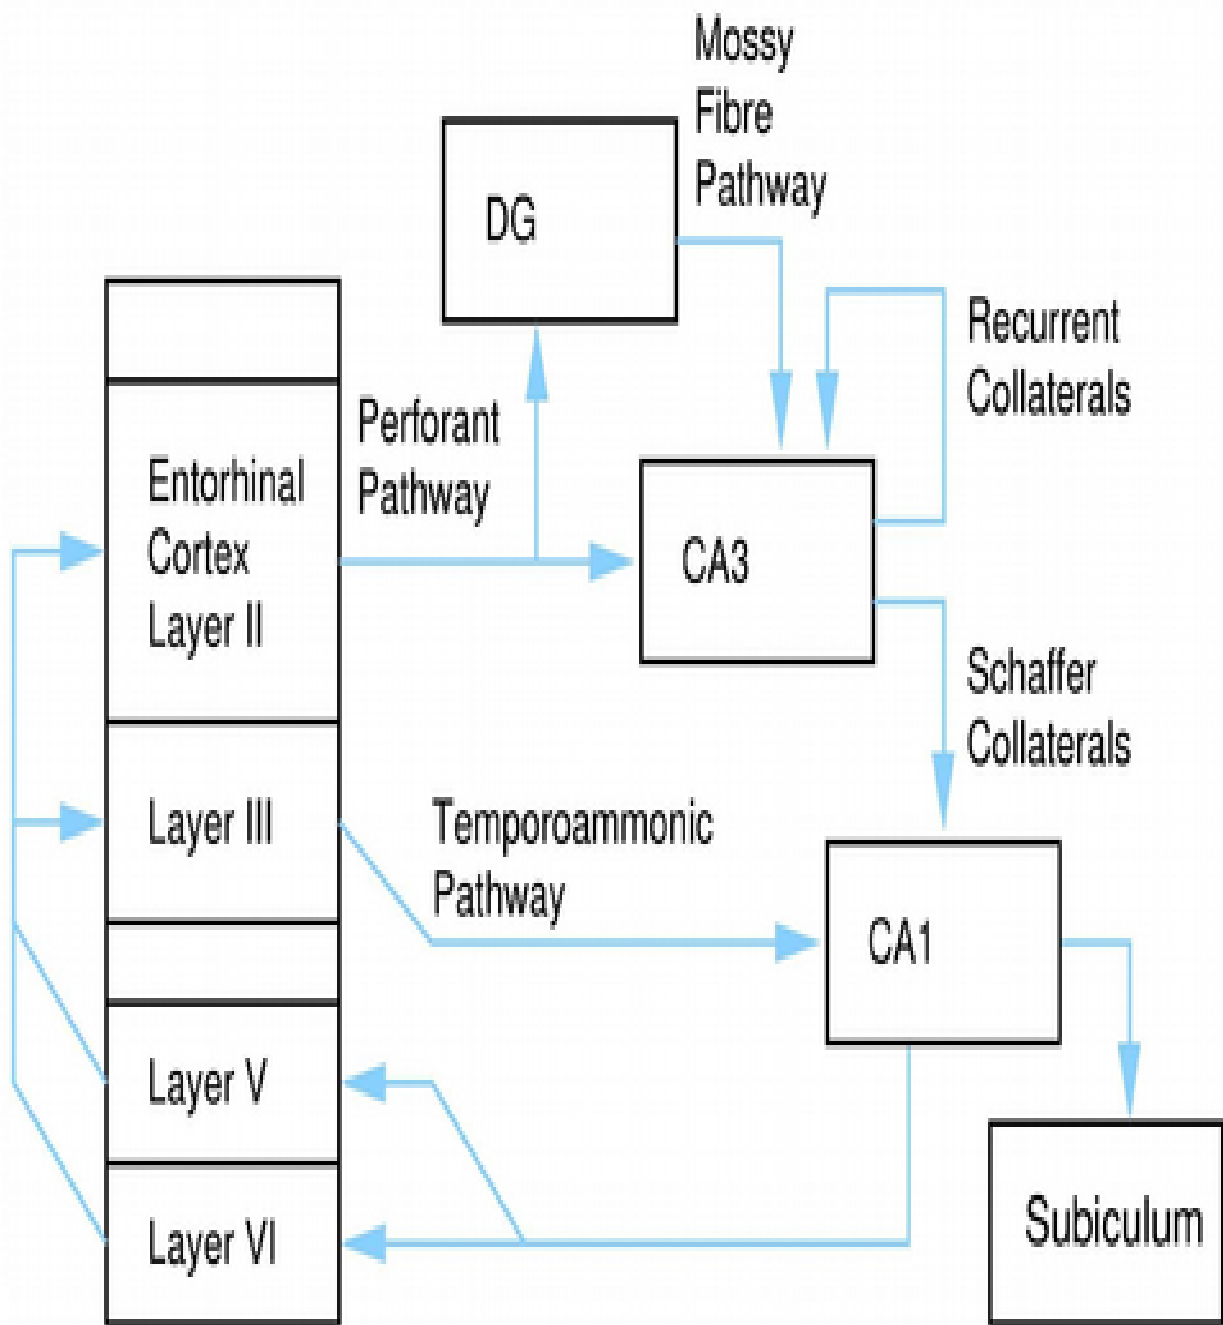 Mossy
Fibre
Pathway
DG
Recurrent
Collaterals
Perforant
Pathway
Entorhinal
Cortex
Layer II
CA3
Schaffer
Collaterals
Layer III
Temporoammonic
Pathway
CA1
Layer V
Layer VI
Subiculum